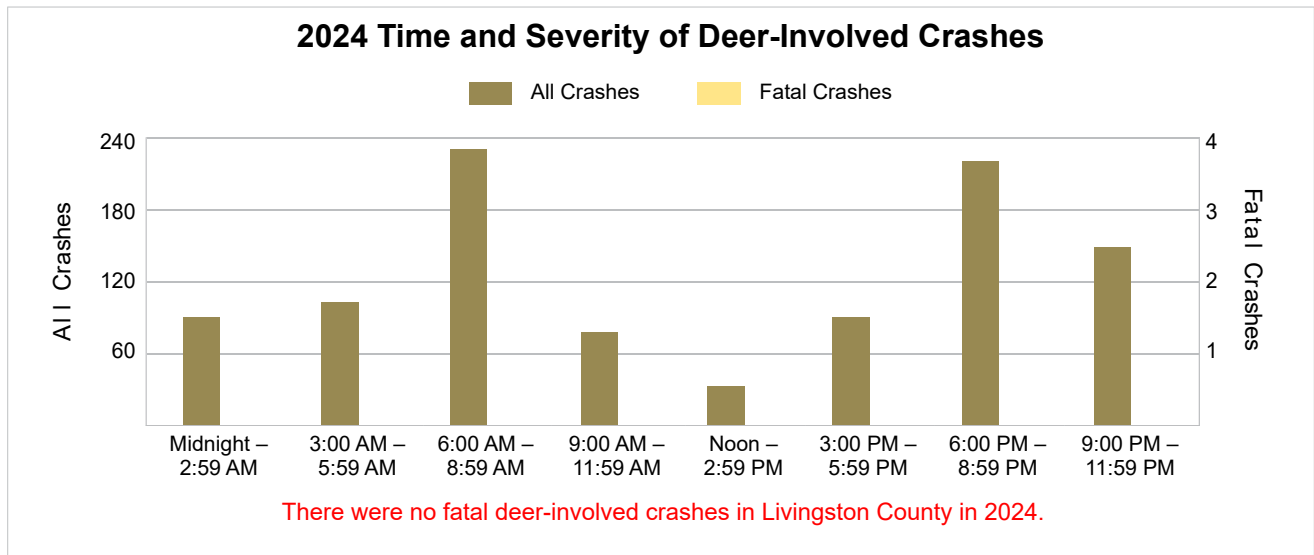 2024 Time and Severity of Deer-Involved Crashes
All Crashes
Fatal Crashes
240
180
120
60
All Crashes
4
3
2
1
Fatal Crashes
Midnight –
2:59 AM
3:00 AM –
5:59 AM
6:00 AM –
8:59 AM
9:00 AM –
11:59 AM
Noon –
2:59 PM
3:00 PM –
5:59 PM
6:00 PM –
8:59 PM
9:00 PM –
11:59 PM
There were no fatal deer-involved crashes in Livingston County in 2024.